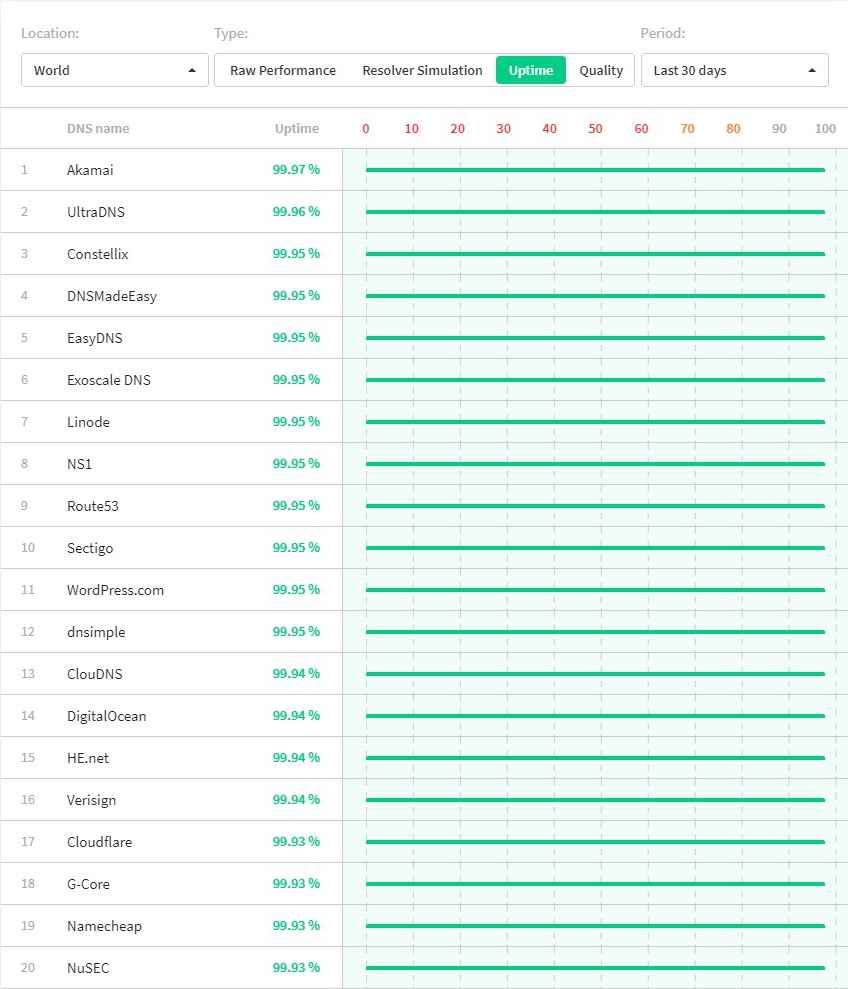 Location: Type: Period:
World Raw Performance Resolver Simulation Uptime Quality Last 30 days
DNS name Uptime 0 10 20 30 40 50 60 70 80 90 100
1 Akamai 99.97 %
2 UltraDNS 99.96 %
3 Constellix 99.95 %
4 DNSMadeEasy 99.95 %
5 EasyDNS 99.95 %
6 Exoscale DNS 99.95 %
7 Linode 99.95 %
8 NS1 99.95 %
9 Route53 99.95 %
10 Sectigo 99.95 %
11 WordPress.com 99.95 %
12 dnsimple 99.95 %
13 ClouDNS 99.94 %
14 DigitalOcean 99.94 %
15 HE.net 99.94 %
16 Verisign 99.94 %
17 Cloudflare 99.93 %
18 G-Core 99.93 %
19 Namecheap 99.93 %
20 NuSEC 99.93 %